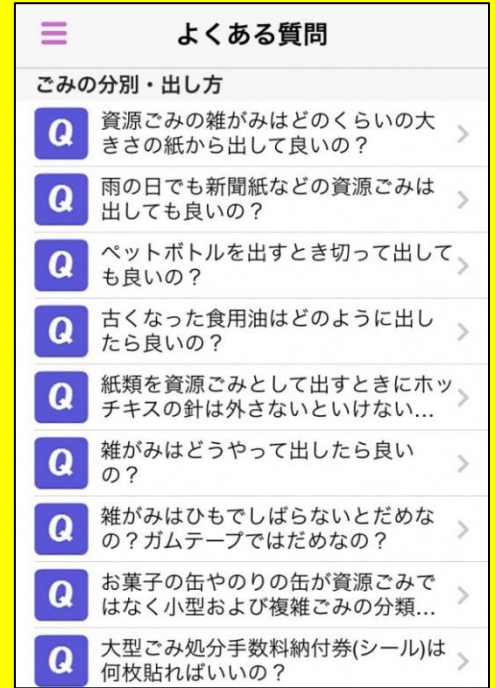 よくある質問
ごみの分別・出し方
Q
資源ごみの雑がみはどのくらいの大
きさの紙から出して良いの？
Q
雨の日でも新聞紙などの資源ごみは
出しても良いの？
Q
ペットボトルを出すとき切って出して
も良いの？
Q
古くなった食用油はどのように出し
たら良いの？
Q
紙類を資源ごみとして出すときにホッ
チキスの針は外さないといけない...
Q
雑がみはどうやって出したら良い
の？
Q
雑がみはひもでしばらないとだめな
の？ガムテープではだめなの？
Q
お菓子の缶やのりの缶が資源ごみで
はなく小型および複雑ごみの分類...
Q
大型ごみ処分手数料納付券(シール)は
何枚貼ればいいの？